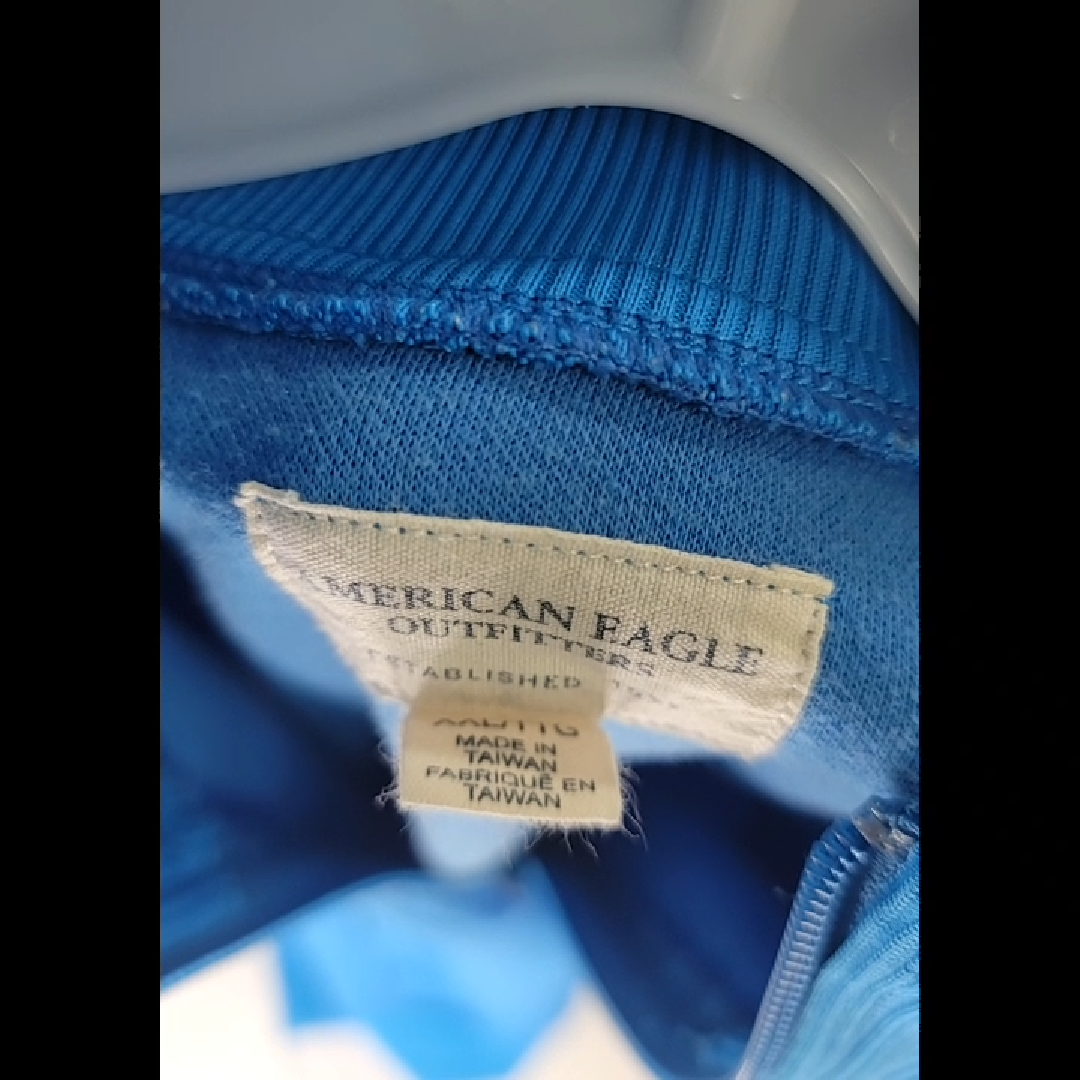 AMERICAN EAGLE
OUTFITTERS
ESTABLISHED
MADE IN
TAIWAN
FABRIQUÉ EN
TAIWAN